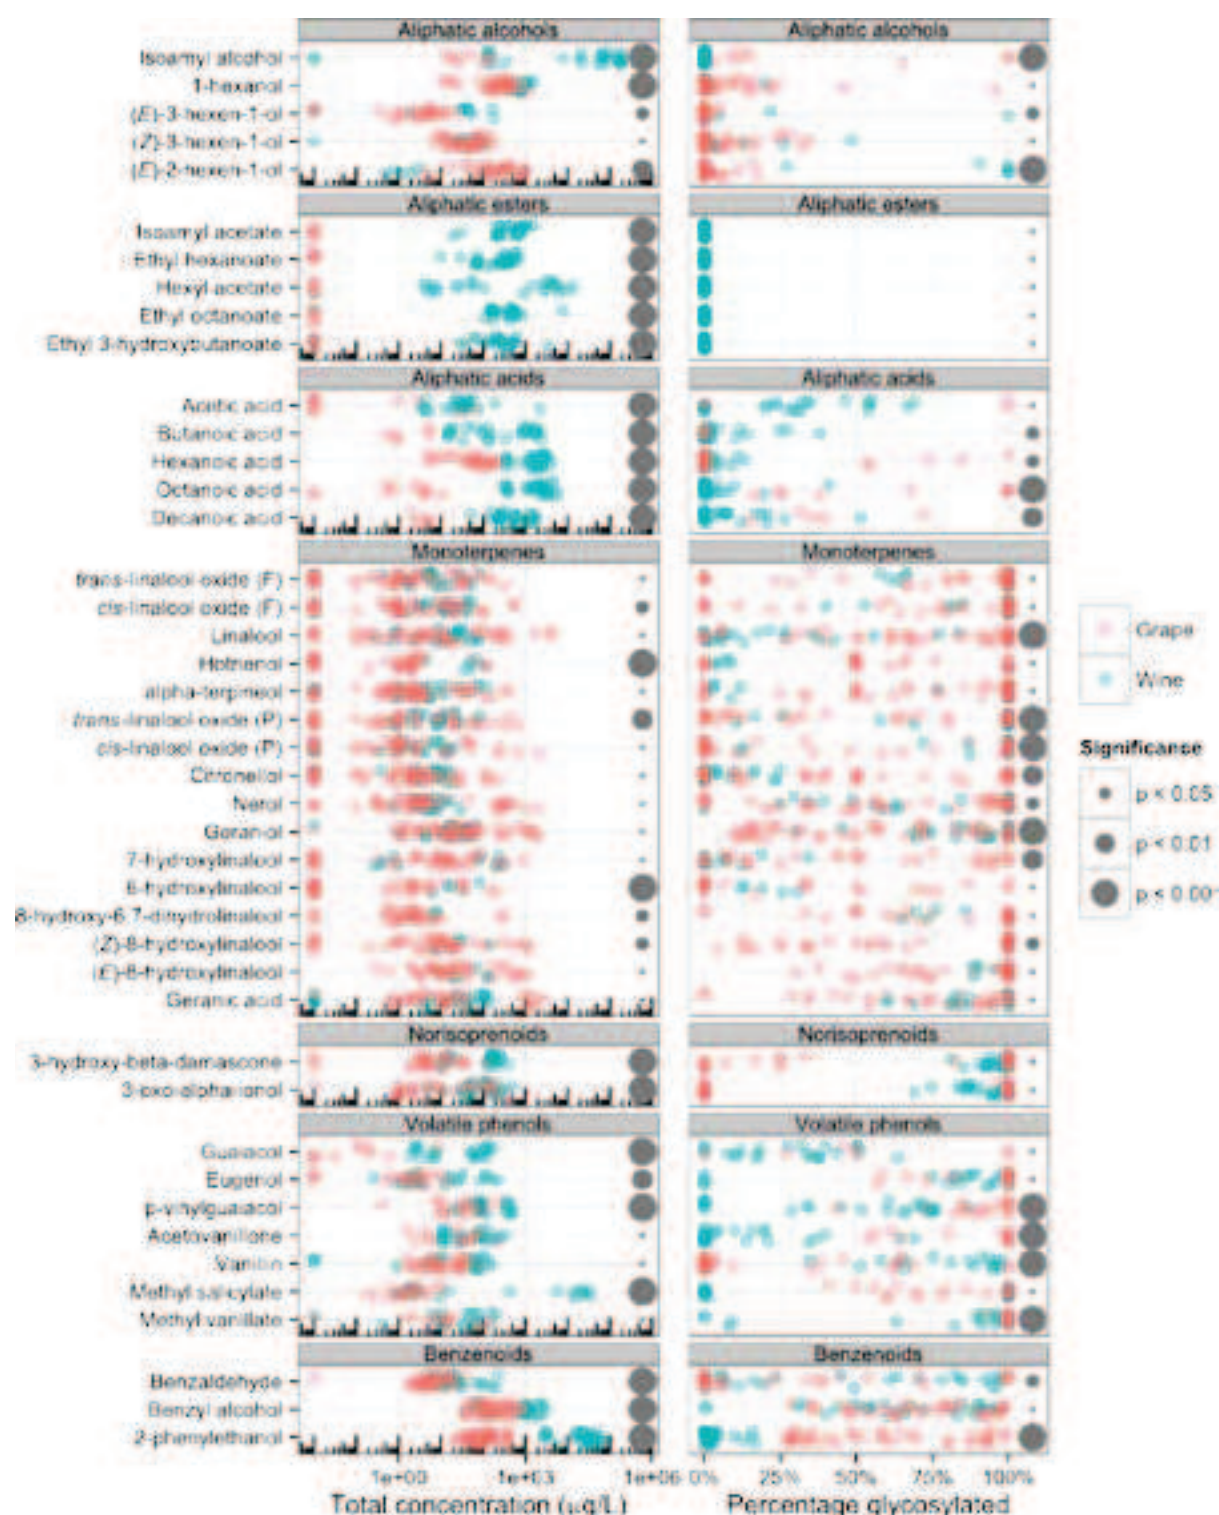 Aliphatic alcohols Aliphatic alcohols
Isoamyl alcohol
1-hexanol
(E)-3-hexen-1-ol
(Z)-3-hexen-1-ol
(E)-2-hexen-1-ol
Aliphatic esters Aliphatic esters
Isoamyl acetate
Ethyl hexanoate
Hexyl acetate
Ethyl octanoate
Ethyl 3-hydroxybutanoate
Aliphatic acids Aliphatic acids
Acetic acid
Butanoic acid
Hexanoic acid
Octanoic acid
Decanoic acid
Monoterpenes Monoterpenes
trans-linalool oxide (F)
cis-linalool oxide (F)
Linalool
Hotrienol
alpha-terpineol
trans-linalool oxide (P)
cis-linalool oxide (P)
Citronellol
Nerol
Geraniol
7-hydroxylinalool
6-hydroxylinalool
8-hydroxy-6,7-dihydrolinalool
(Z)-8-hydroxylinalool
(E)-8-hydroxylinalool
Geranic acid
Grape
Wine
Significance
p < 0.05
p < 0.01
p ≤ 0.001
Norisoprenoids Norisoprenoids
3-hydroxy-beta-damascone
3-oxo-alpha-ionol
Volatile phenols Volatile phenols
Guaiacol
Eugenol
p-vinylguaiacol
Acetovanillone
Vanillin
Methyl salicylate
Methyl vanillate
Benzenoids Benzenoids
Benzaldehyde
Benzyl alcohol
2-phenylethanol
1e+00 1e+03 1e+06 0% 25% 50% 75% 100%
Total concentration (µg/L) Percentage glycosylated